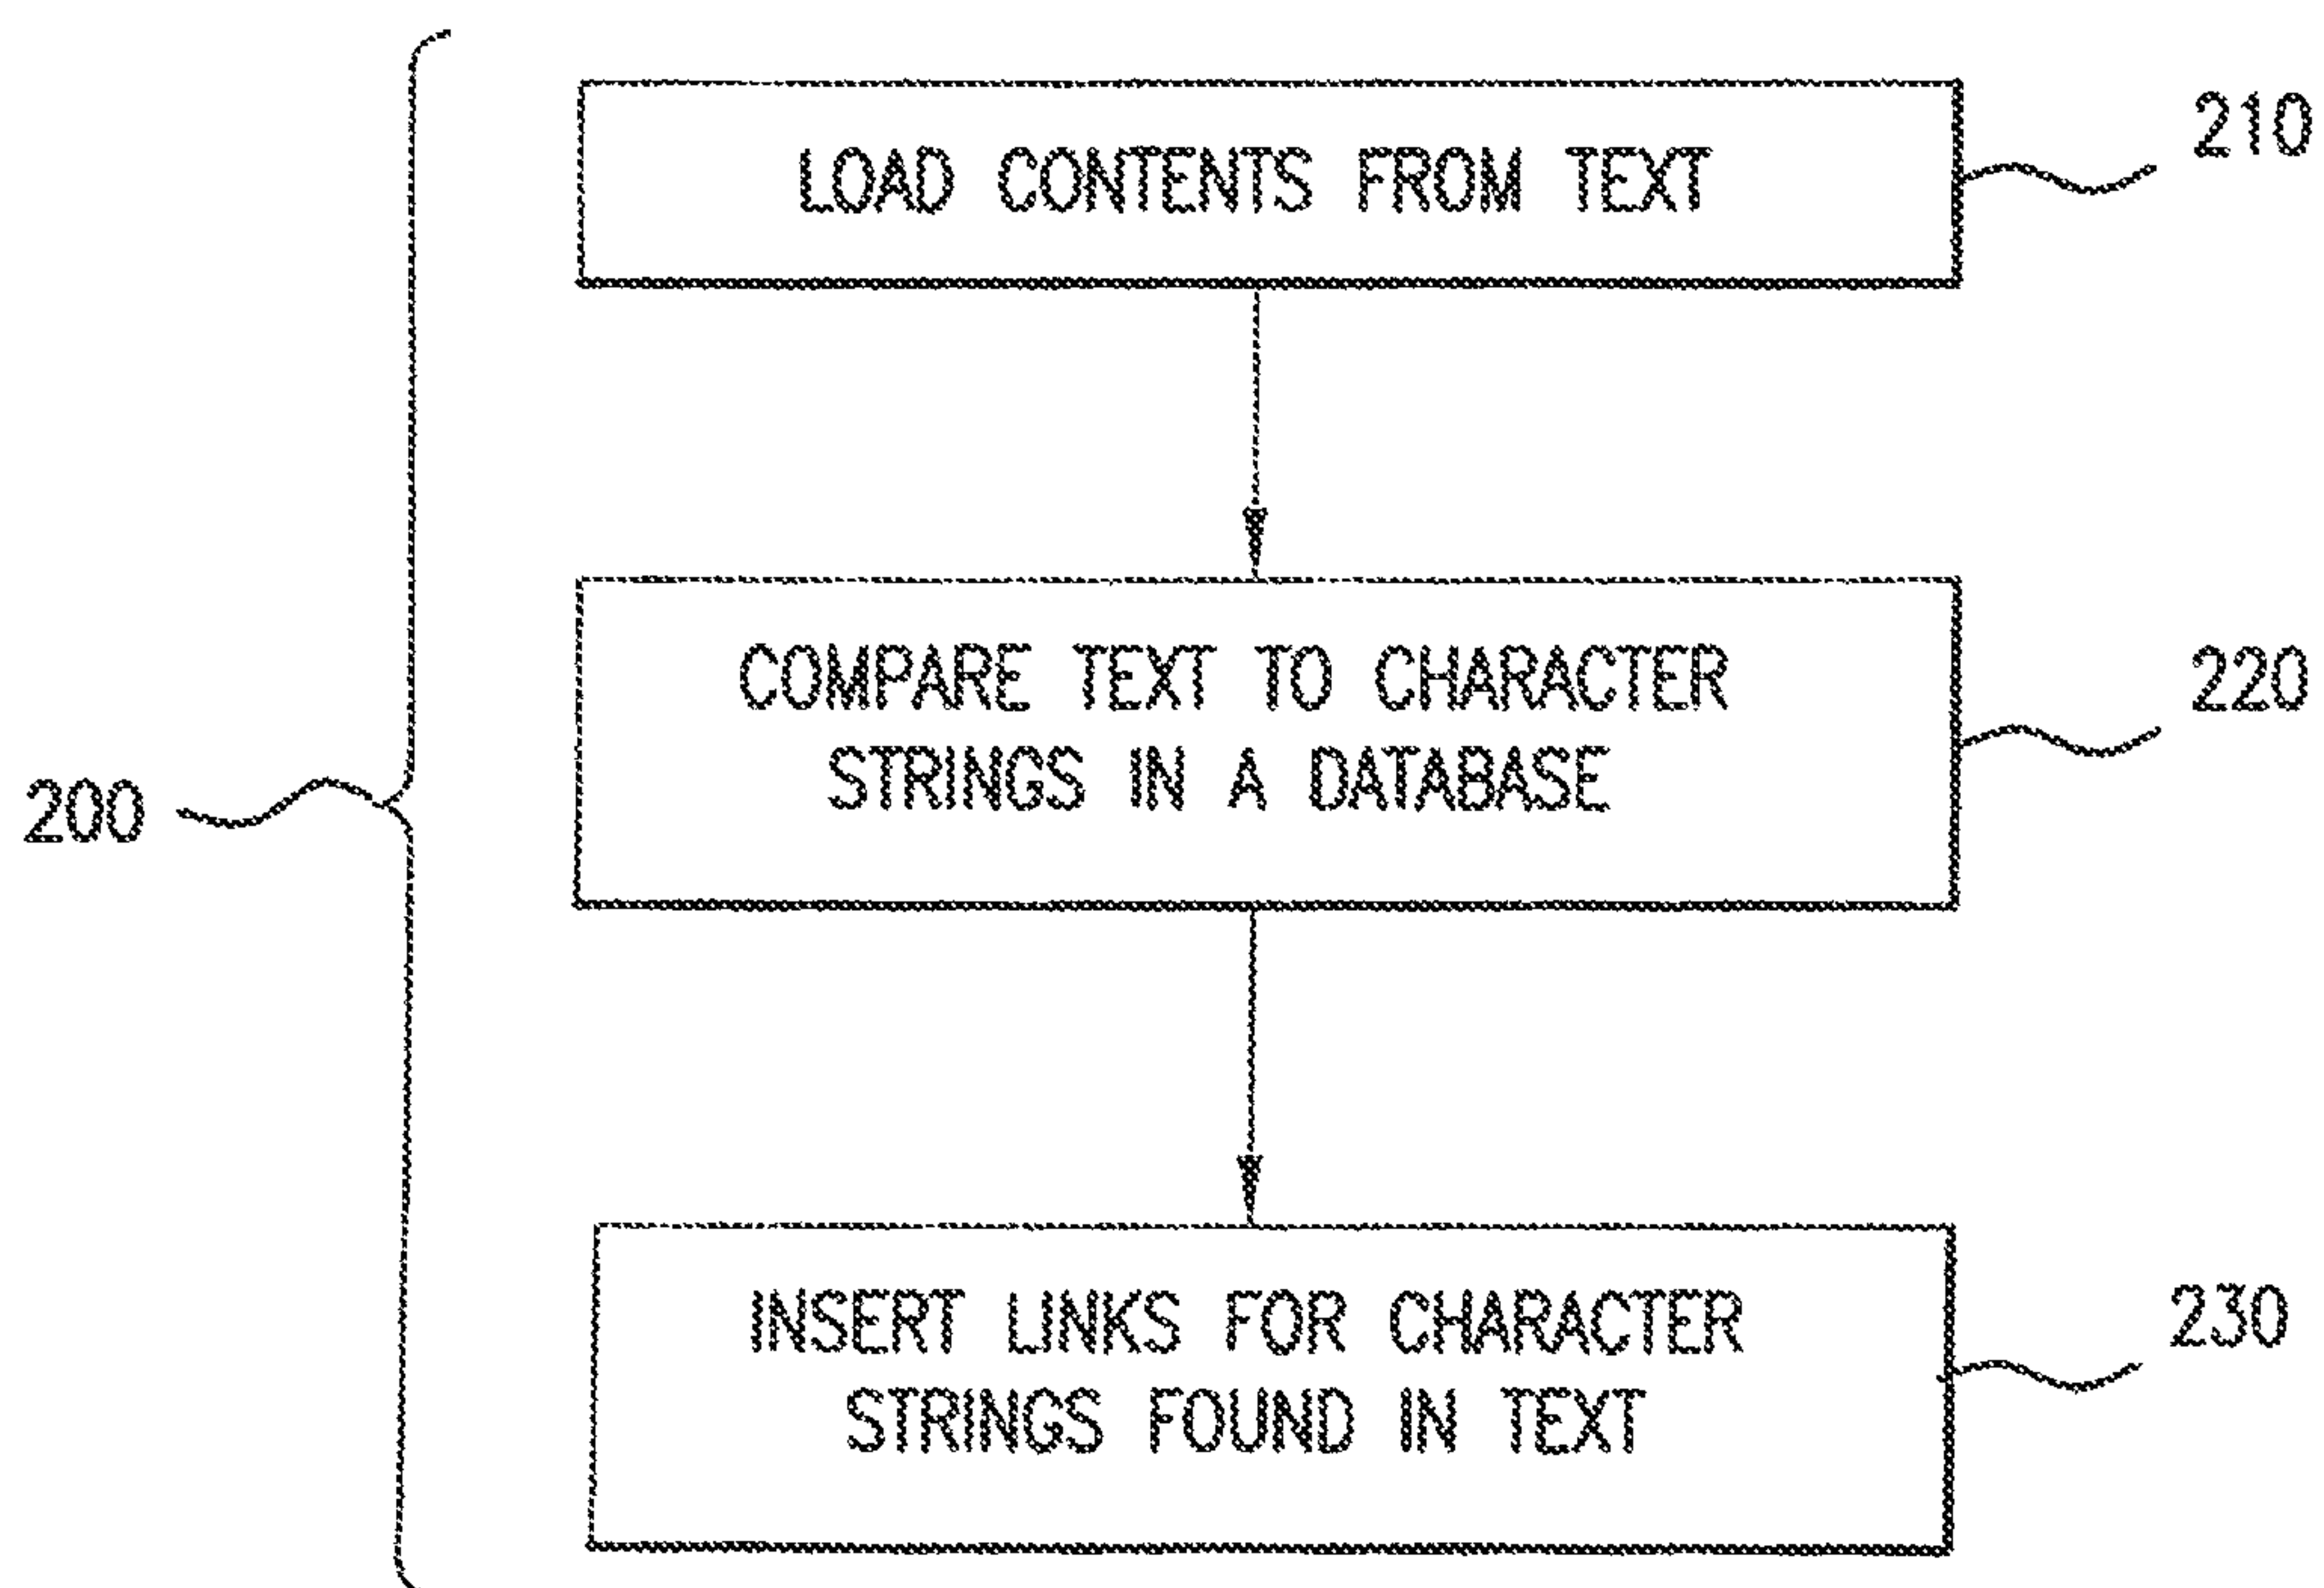 LOAD CONTENTS FROM TEXT
210
COMPARE TEXT TO CHARACTER
STRINGS IN A DATABASE
220
200
INSERT LINKS FOR CHARACTER
STRINGS FOUND IN TEXT
230